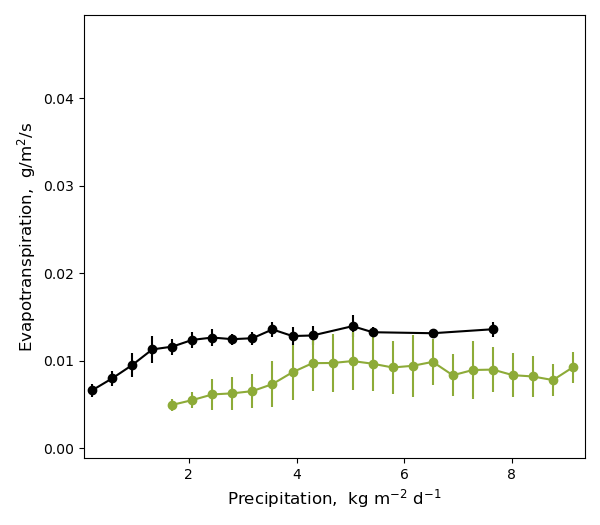 0.04
0.03
0.02
0.01
0.00
Evapotranspiration,  g/m²/s
2 4 6 8
Precipitation,  kg m⁻² d⁻¹